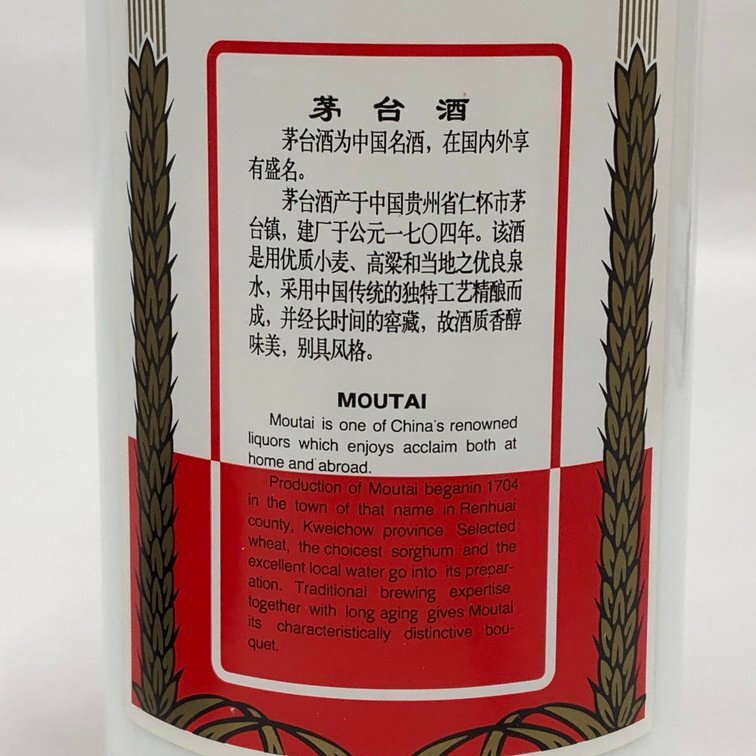 茅台酒
茅台酒为中国名酒，在国内外享
有盛名。
茅台酒产于中国贵州省仁怀市茅
台镇，建厂于公元一七〇四年。该酒
是用优质小麦、高粱和当地之优良泉
水，采用中国传统的独特工艺精酿而
成，并经长时间的窖藏，故酒质香醇
味美，别具风格。
MOUTAI
Moutai is one of China's renowned
liquors which enjoys acclaim both at
home and abroad.
Production of Moutai beganin 1704
in the town of that name in Renhuai
county, Kweichow province. Selected
wheat, the choicest sorghum and the
excellent local water go into its prepar-
ation. Traditional brewing expertise
together with long aging gives Moutai
its characteristically distinctive bou-
quet.